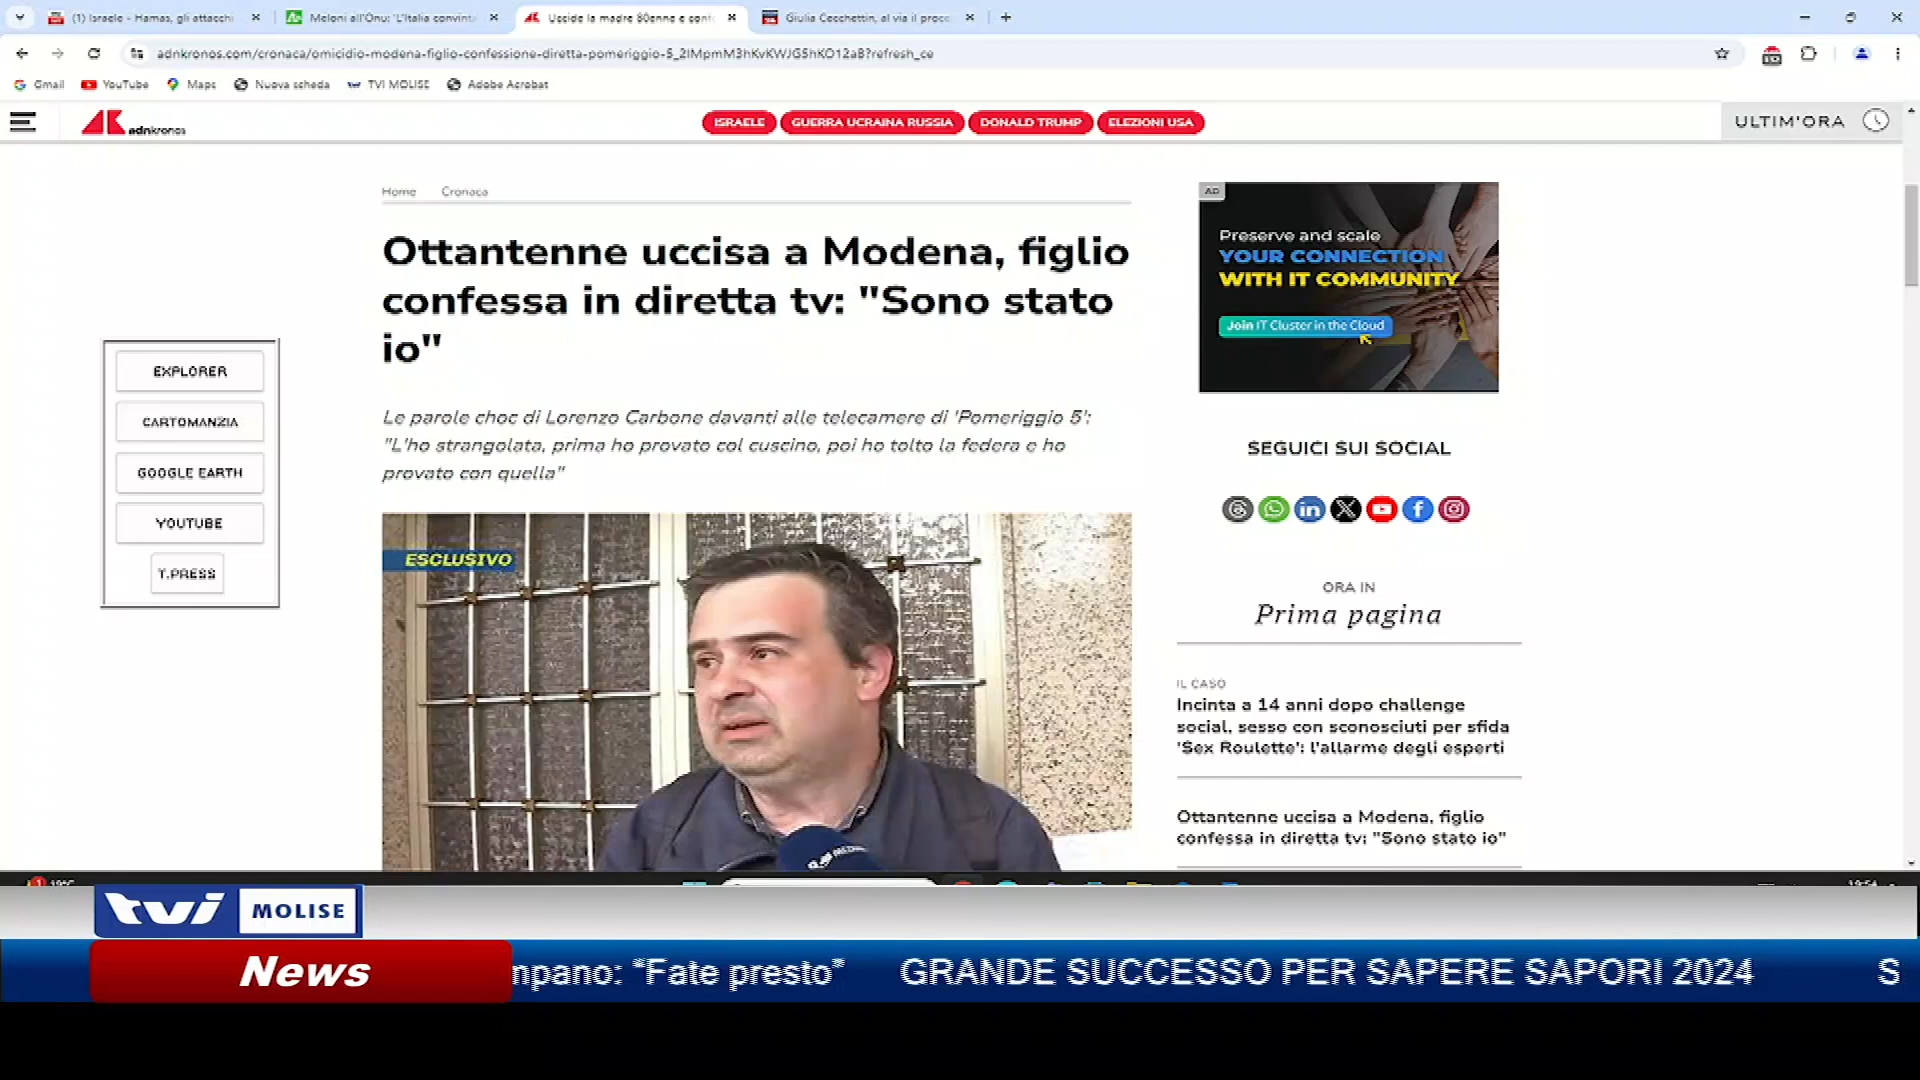 (1) Israele - Hamas, gli attacchi
Meloni all'Onu: 'L'Italia convinta
Uccide la madre 80enne e conf
Giulia Cecchettin, al via il proce
adnkronos.com/cronaca/omicidio-modena-figlio-confessione-diretta-pomeriggio-5_2IMpmM3hKvKWJG5hKO12aB?refresh_ce
Gmail
YouTube
Maps
Nuova scheda
TVI MOLISE
Adobe Acrobat
adnkronos
ISRAELE
GUERRA UCRAINA RUSSIA
DONALD TRUMP
ELEZIONI USA
ULTIM'ORA
Home
Cronaca
Ottantenne uccisa a Modena, figlio
confessa in diretta tv: "Sono stato
io"
Le parole choc di Lorenzo Carbone davanti alle telecamere di 'Pomeriggio 5':
"L'ho strangolata, prima ho provato col cuscino, poi ho tolto la federa e ho
provato con quella"
ESCLUSIVO
EXPLORER
CARTOMANZIA
GOOGLE EARTH
YOUTUBE
T.PRESS
AD
Preserve and scale
YOUR CONNECTION
WITH IT COMMUNITY
Join IT Cluster in the Cloud
SEGUICI SUI SOCIAL
ORA IN
Prima pagina
IL CASO
Incinta a 14 anni dopo challenge
social, sesso con sconosciuti per sfida
'Sex Roulette': l'allarme degli esperti
Ottantenne uccisa a Modena, figlio
confessa in diretta tv: "Sono stato io"
tvi MOLISE
News
mpano: "Fate presto"
GRANDE SUCCESSO PER SAPERE SAPORI 2024
S